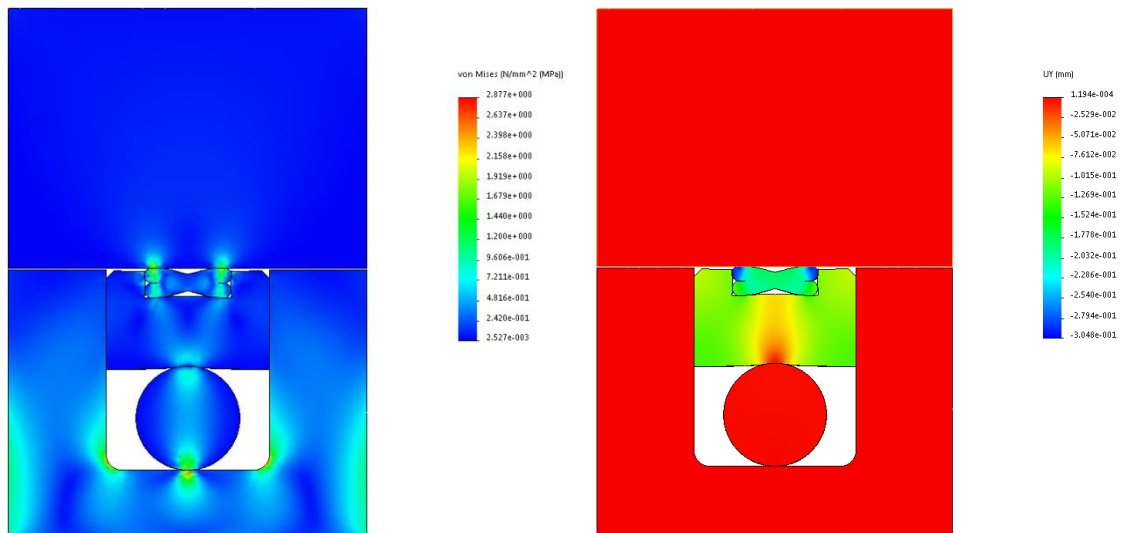 von Mises (N/mm^2 (MPa))
2.877e+000
2.637e+000
2.398e+000
2.158e+000
1.919e+000
1.679e+000
1.440e+000
1.200e+000
9.606e-001
7.211e-001
4.816e-001
2.420e-001
2.527e-003
UY (mm)
1.194e-004
-2.529e-002
-5.071e-002
-7.612e-002
-1.015e-001
-1.269e-001
-1.524e-001
-1.778e-001
-2.032e-001
-2.286e-001
-2.540e-001
-2.794e-001
-3.048e-001